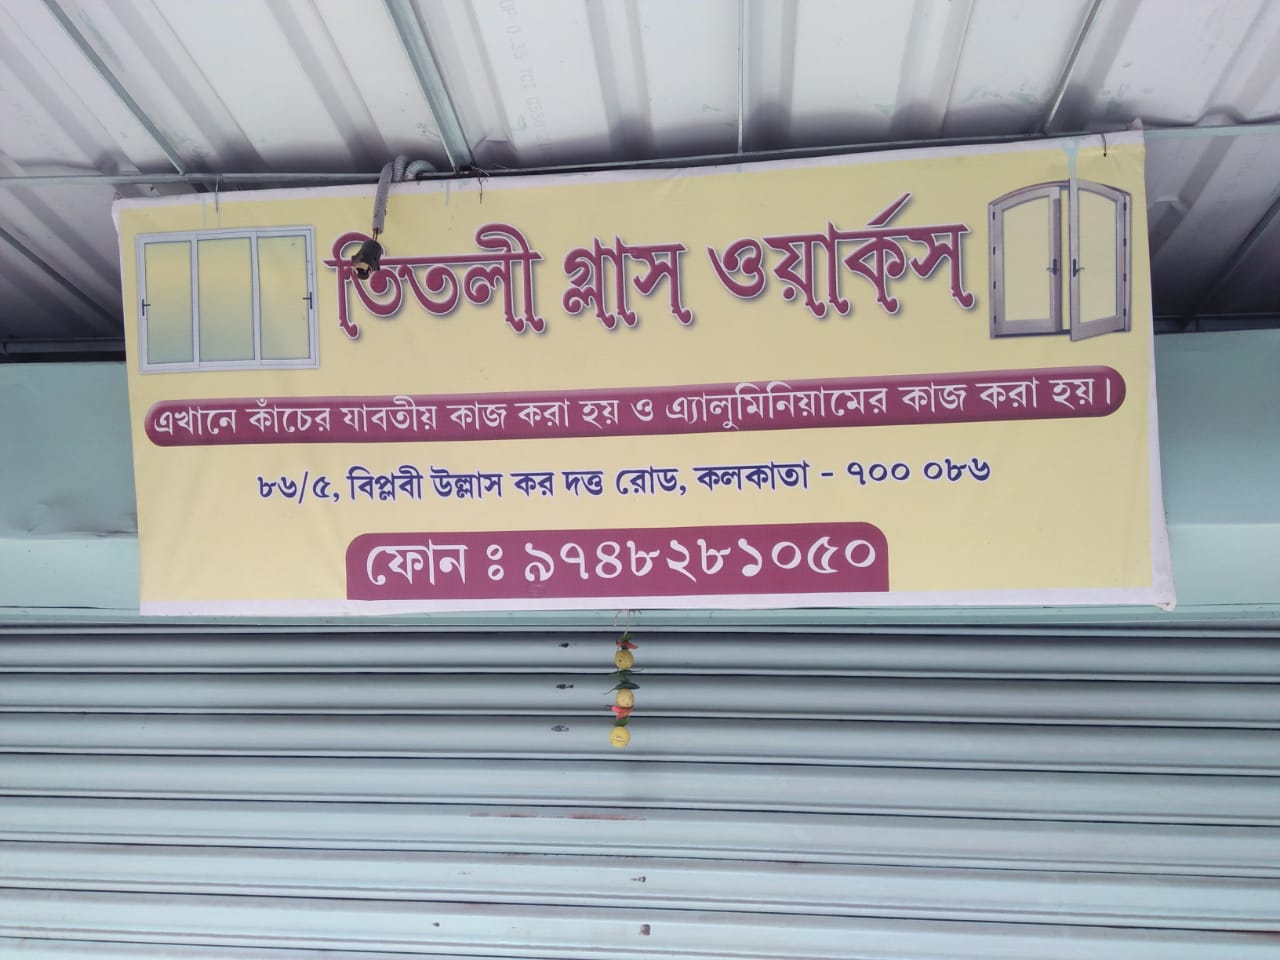 তিতলী গ্লাস ওয়ার্কস
এখানে কাঁচের যাবতীয় কাজ করা হয় ও এ্যালুমিনিয়ামের কাজ করা হয়।
৮৬/৫, বিপ্লবী উল্লাস কর দত্ত রোড, কলকাতা - ৭০০ ০৮৬
ফোন ঃ ৯৭৪৮২৮১০৫০